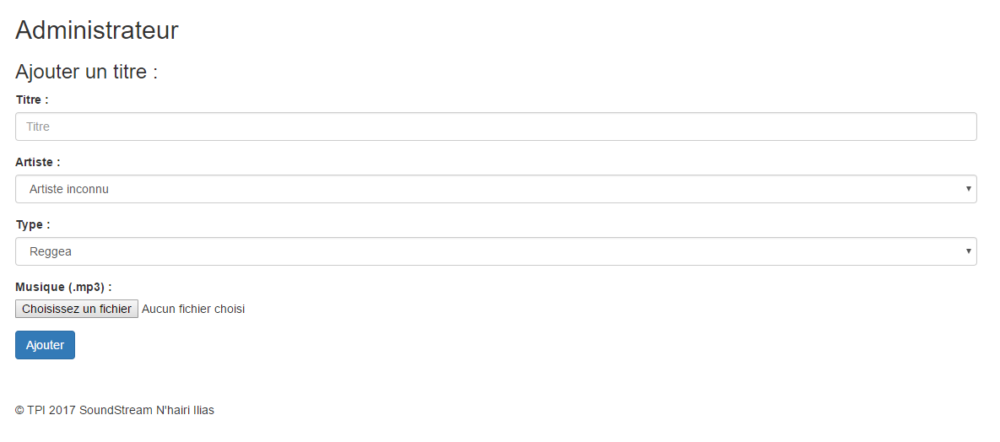 Administrateur
Ajouter un titre :
Titre :
Titre
Artiste :
Artiste inconnu
Type :
Reggea
Musique (.mp3) :
Choisissez un fichier Aucun fichier choisi
Ajouter
© TPI 2017 SoundStream N'hairi Ilias